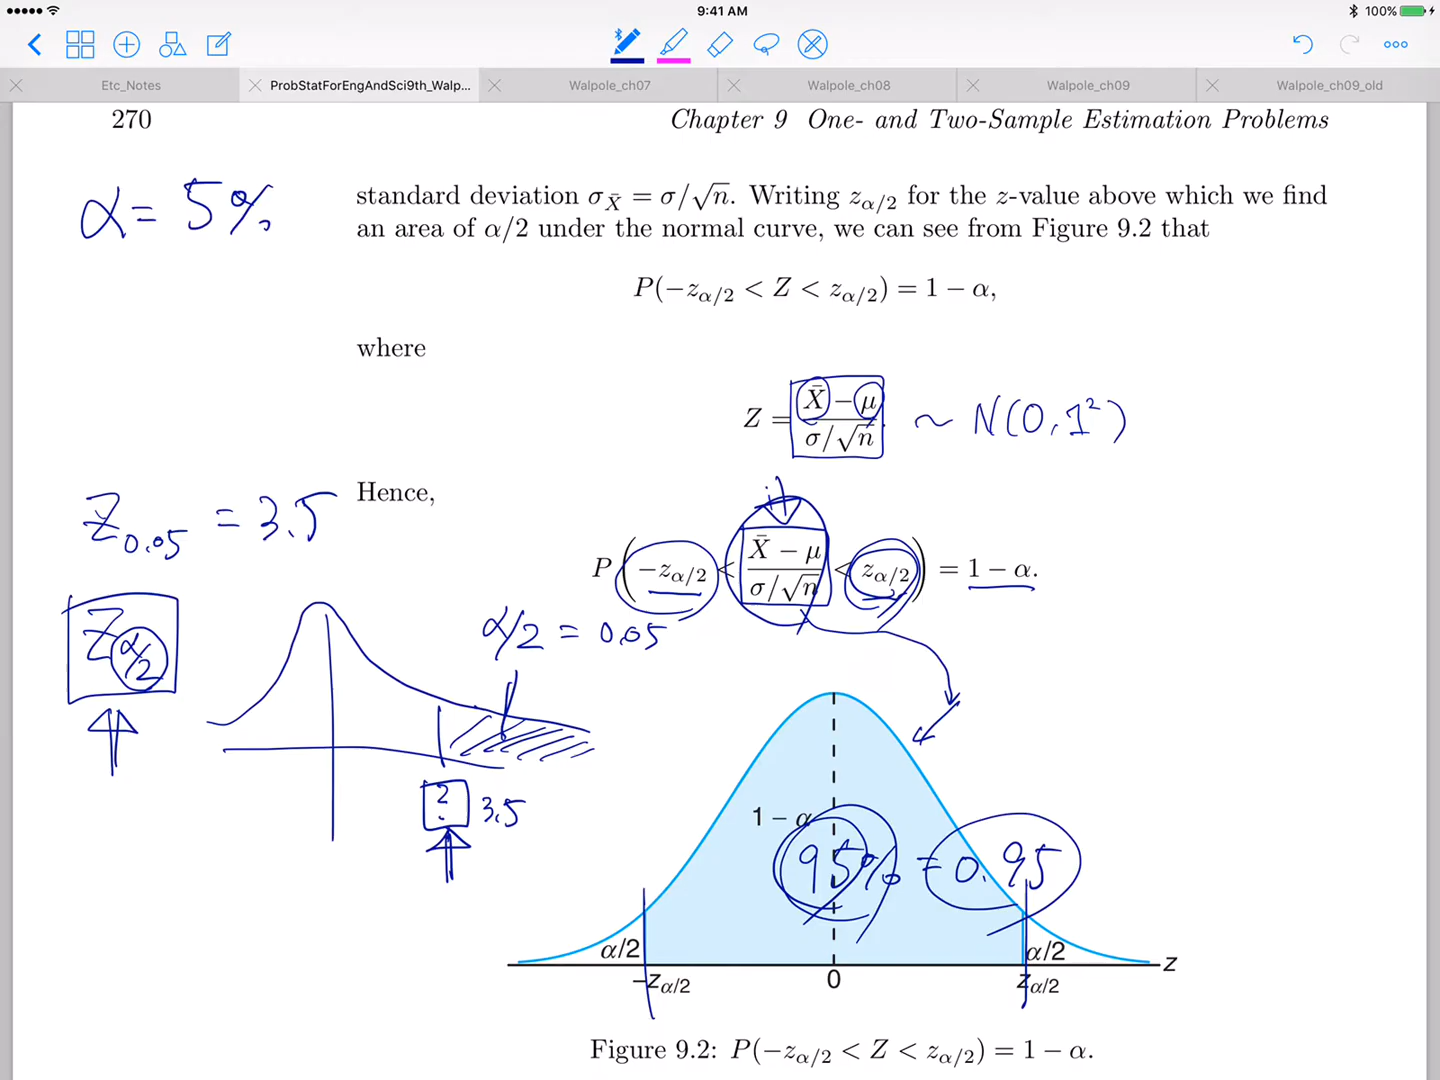 9:41 AM
100%
Etc_Notes
ProbStatForEngAndSci9th_Walp...
Walpole_ch07
Walpole_ch08
Walpole_ch09
Walpole_ch09_old
270
Chapter 9 One- and Two-Sample Estimation Problems
α = 5%
standard deviation σ_X̄ = σ/√n. Writing z_α/2 for the z-value above which we find
an area of α/2 under the normal curve, we can see from Figure 9.2 that
P(−z_α/2 < Z < z_α/2) = 1 − α,
where
Z = (X̄ − μ)/(σ/√n) . ~ N(0, 1²)
Hence,
Z_0.05 = 3.5
P(−z_α/2 < (X̄ − μ)/(σ/√n) < z_α/2) = 1 − α.
Z_α/2
α/2 = 0.05
? 3.5
1 − α
95% = 0.95
α/2
α/2
z
−z_α/2
0
z_α/2
Figure 9.2: P(−z_α/2 < Z < z_α/2) = 1 − α.